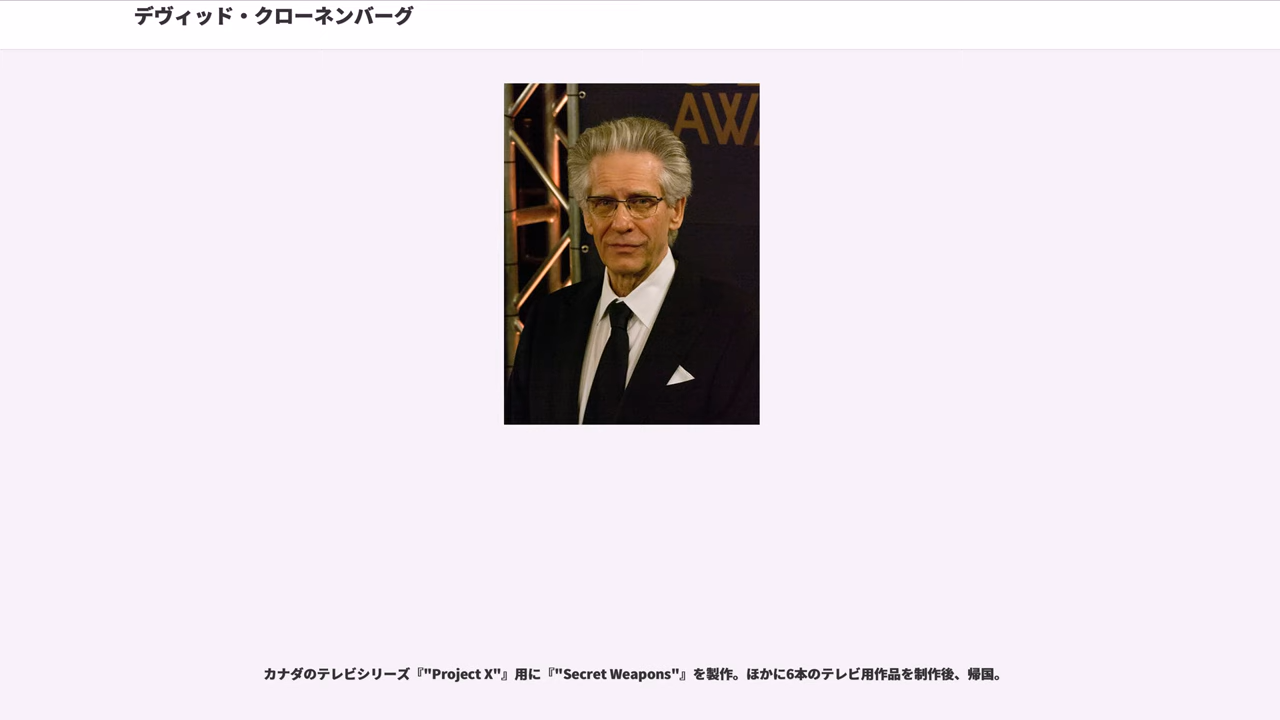 デヴィッド・クローネンバーグ
AWA
カナダのテレビシリーズ『"Project X"』用に『"Secret Weapons"』を製作。ほかに6本のテレビ用作品を制作後、帰国。